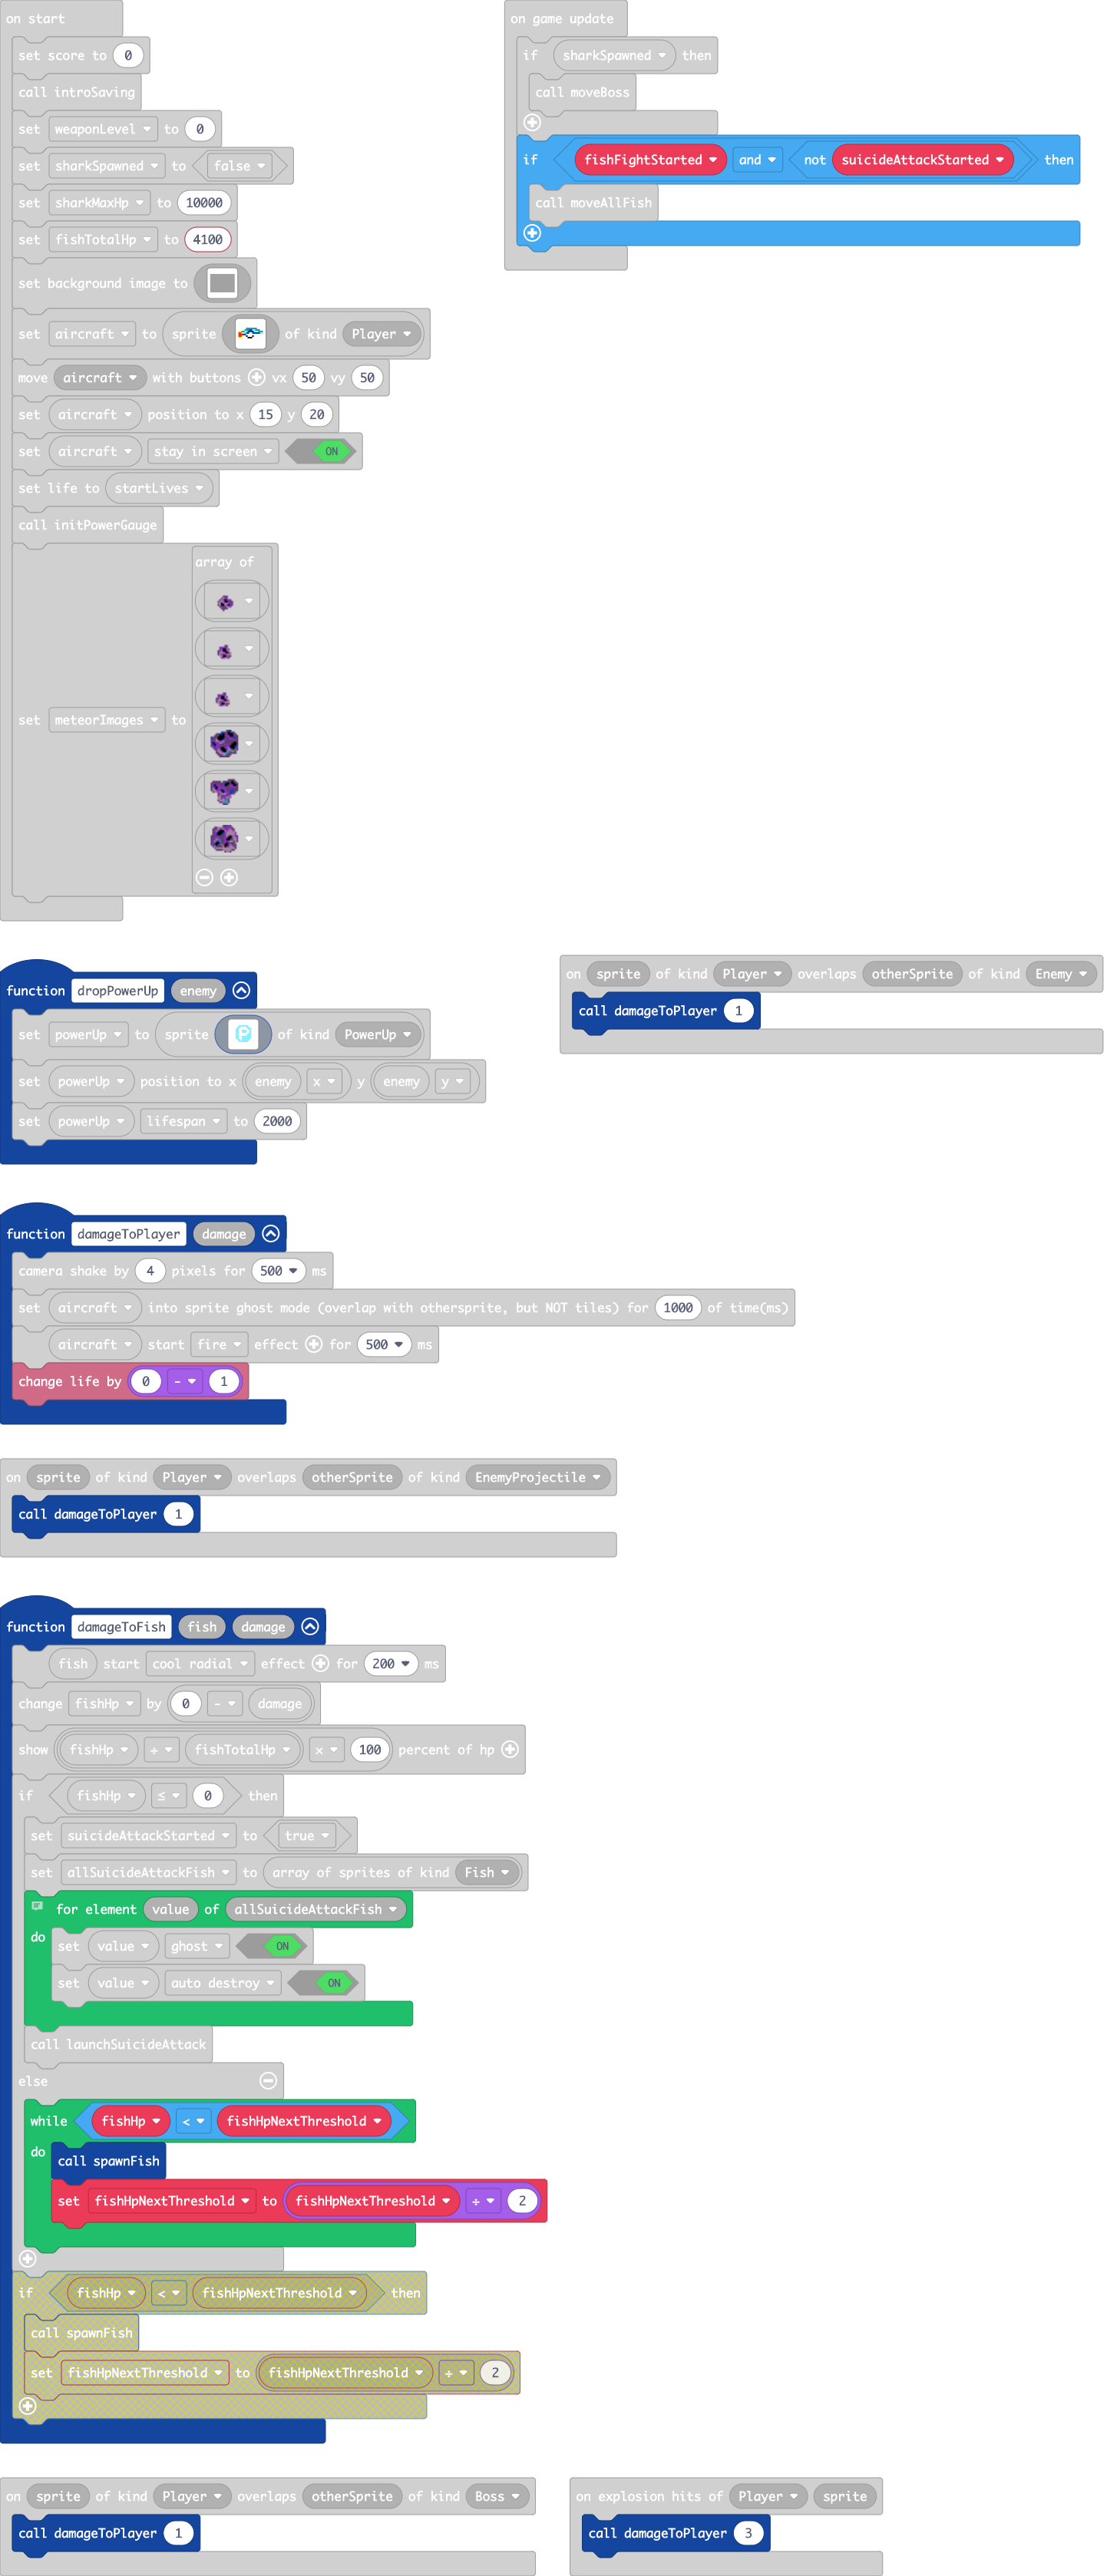 on start
set score to 0
call introSaving
set weaponLevel to 0
set sharkSpawned to false
set sharkMaxHp to 10000
set fishTotalHp to 4100
set background image to
set aircraft to sprite of kind Player
move aircraft with buttons vx 50 vy 50
set aircraft position to x 15 y 20
set aircraft stay in screen ON
set life to startLives
call initPowerGauge
array of
set meteorImages to
on game update
if sharkSpawned then
call moveBoss
if fishFightStarted and not suicideAttackStarted then
call moveAllFish
function dropPowerUp enemy
set powerUp to sprite of kind PowerUp
set powerUp position to x enemy x y enemy y
set powerUp lifespan to 2000
on sprite of kind Player overlaps otherSprite of kind Enemy
call damageToPlayer 1
function damageToPlayer damage
camera shake by 4 pixels for 500 ms
set aircraft into sprite ghost mode (overlap with othersprite, but NOT tiles) for 1000 of time(ms)
aircraft start fire effect for 500 ms
change life by 0 - 1
on sprite of kind Player overlaps otherSprite of kind EnemyProjectile
call damageToPlayer 1
function damageToFish fish damage
fish start cool radial effect for 200 ms
change fishHp by 0 - damage
show fishHp ÷ fishTotalHp × 100 percent of hp
if fishHp ≤ 0 then
set suicideAttackStarted to true
set allSuicideAttackFish to array of sprites of kind Fish
for element value of allSuicideAttackFish
do
set value ghost ON
set value auto destroy ON
call launchSuicideAttack
else
while fishHp < fishHpNextThreshold
do
call spawnFish
set fishHpNextThreshold to fishHpNextThreshold ÷ 2
if fishHp < fishHpNextThreshold then
call spawnFish
set fishHpNextThreshold to fishHpNextThreshold ÷ 2
on sprite of kind Player overlaps otherSprite of kind Boss
call damageToPlayer 1
on explosion hits of Player sprite
call damageToPlayer 3